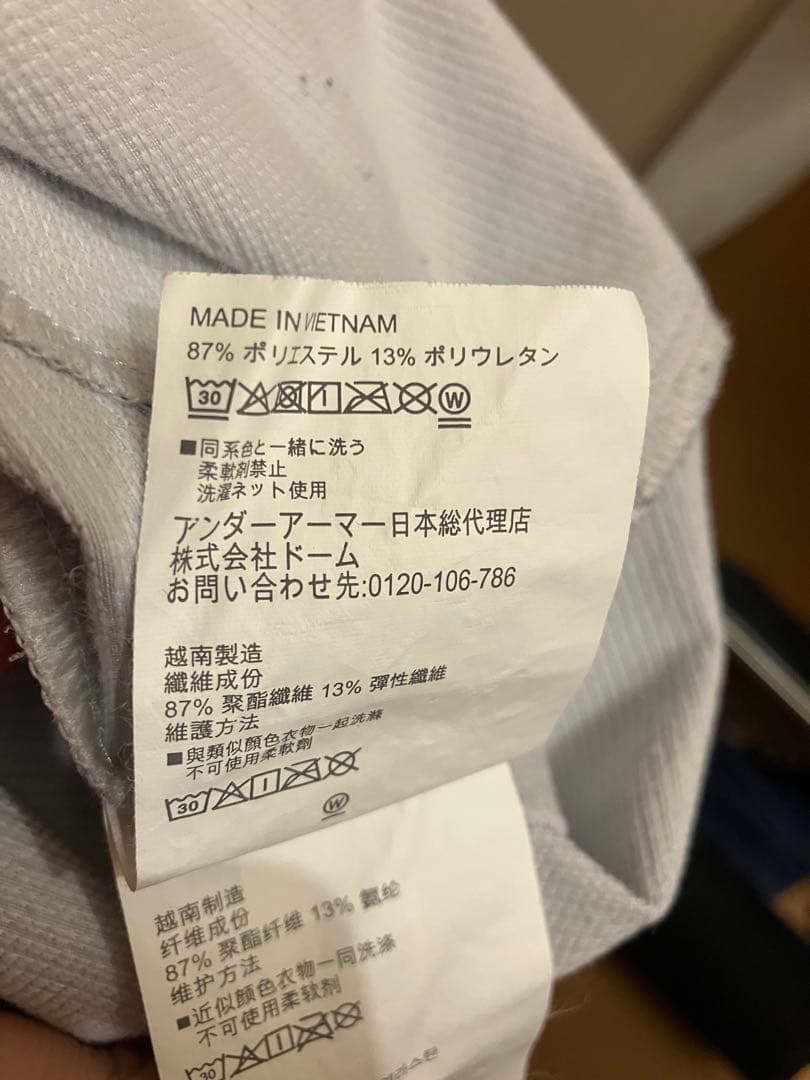 MADE IN VIETNAM
87% ポリエステル 13% ポリウレタン
30 W
■同系色と一緒に洗う
柔軟剤禁止
洗濯ネット使用
アンダーアーマー日本総代理店
株式会社ドーム
お問い合わせ先:0120-106-786
越南製造
纖維成份
87% 聚酯纖維 13% 彈性纖維
維護方法
■與類似顏色衣物一起洗滌
不可使用柔軟劑
30
W
越南制造
纤维成份
87% 聚酯纤维 13% 氨纶
维护方法
■近似颜色衣物一同洗涤
不可使用柔软剂
30